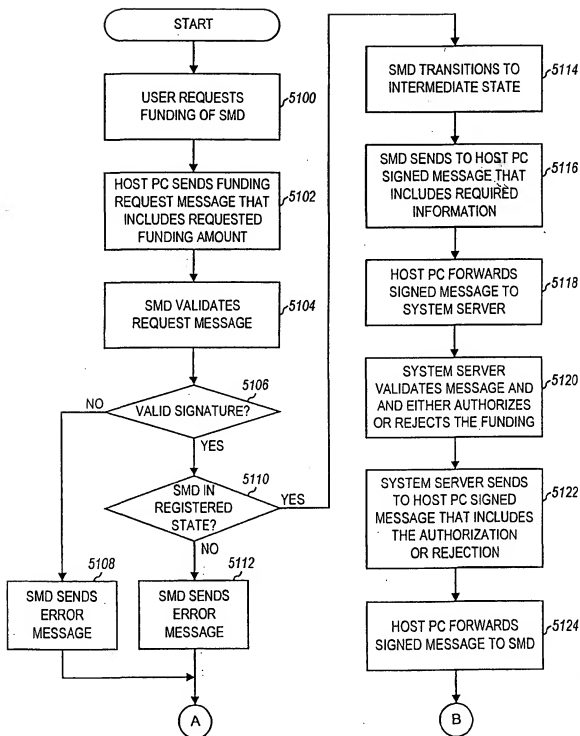 START
USER REQUESTS
FUNDING OF SMD
5100
HOST PC SENDS FUNDING
REQUEST MESSAGE THAT
INCLUDES REQUESTED
FUNDING AMOUNT
5102
SMD VALIDATES
REQUEST MESSAGE
5104
5106
NO
VALID SIGNATURE?
YES
5110
SMD IN
REGISTERED
STATE?
YES
NO
5108
SMD SENDS
ERROR
MESSAGE
5112
SMD SENDS
ERROR
MESSAGE
A
SMD TRANSITIONS TO
INTERMEDIATE STATE
5114
SMD SENDS TO HOST PC
SIGNED MESSAGE THAT
INCLUDES REQUIRED
INFORMATION
5116
HOST PC FORWARDS
SIGNED MESSAGE TO
SYSTEM SERVER
5118
SYSTEM SERVER
VALIDATES MESSAGE AND
AND EITHER AUTHORIZES
OR REJECTS THE FUNDING
5120
SYSTEM SERVER SENDS
TO HOST PC SIGNED
MESSAGE THAT INCLUDES
THE AUTHORIZATION
OR REJECTION
5122
HOST PC FORWARDS
SIGNED MESSAGE TO SMD
5124
B